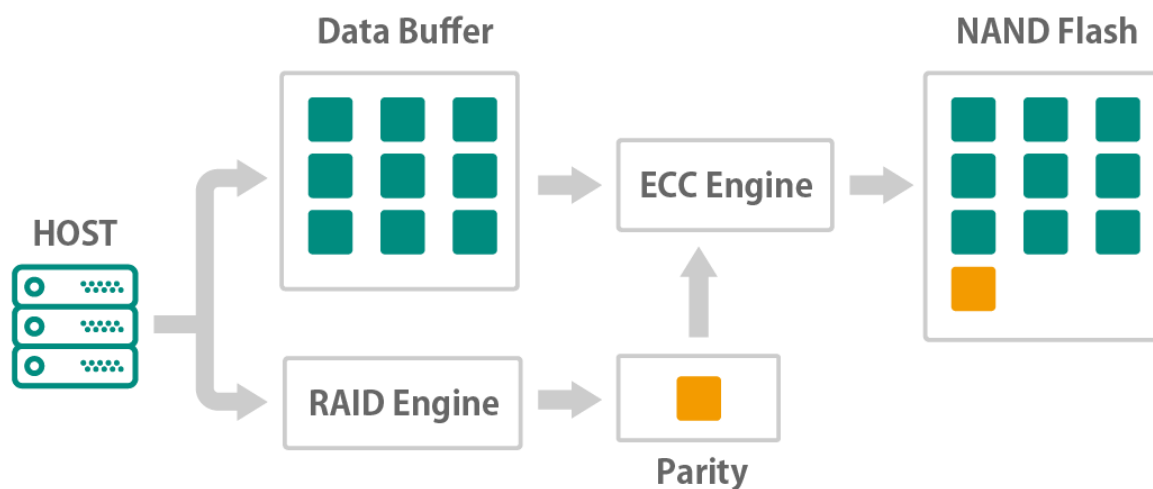 Data Buffer
NAND Flash
ECC Engine
HOST
RAID Engine
Parity